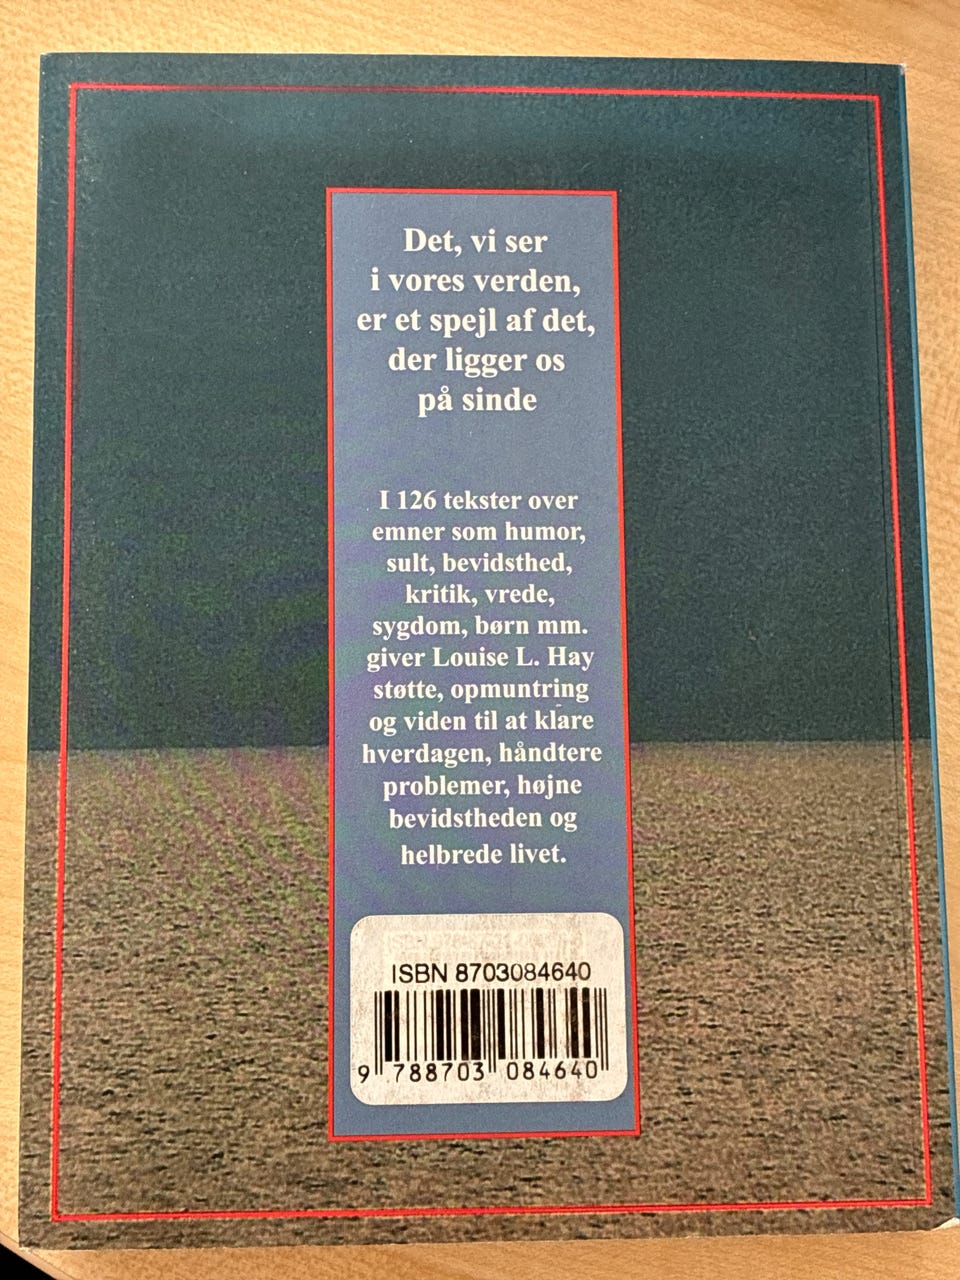 Det, vi ser
i vores verden,
er et spejl af det,
der ligger os
på sinde
I 126 tekster over
emner som humor,
sult, bevidsthed,
kritik, vrede,
sygdom, børn mm.
giver Louise L. Hay
støtte, opmuntring
og viden til at klare
hverdagen, håndtere
problemer, højne
bevidstheden og
helbrede livet.
ISBN 8703084640
9 788703 084640